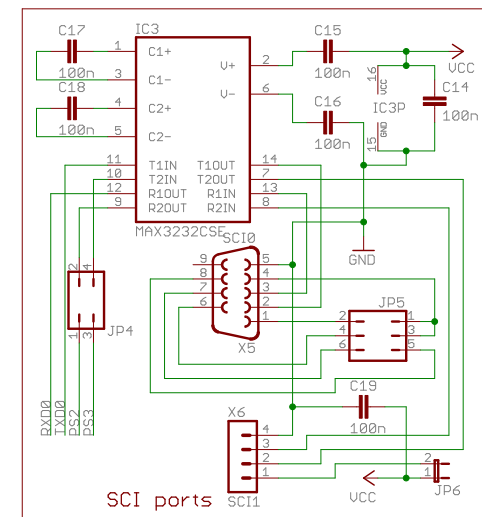 IC3
C17
100n
C18
100n
1 C1+
3 C1-
4 C2+
5 C2-
11 T1IN
10 T2IN
12 R1OUT
9 R2OUT
V+ 2
V- 6
T1OUT 14
T2OUT 7
R1IN 13
R2IN 8
MAX3232CSE
C15
100n
C16
100n
16 VCC
IC3P
15 GND
VCC
C14
100n
GND
SCI0
9
8
7
6
5
4
3
2
1
X5
JP5
2 1
4 3
6 5
2 4
JP4
1 3
RXD0
TXD0
PS2
PS3
C19
100n
X6
4
3
2
1
SCI1
VCC
2
1
JP6
SCI ports